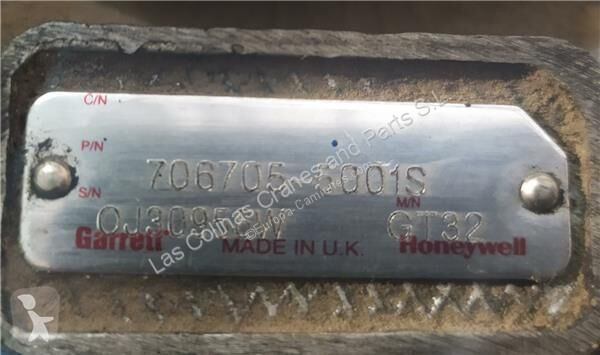 C/N
P/N
706705-5001S
S/N
M/N
GT32
Garrett
MADE IN U.K.
Honeywell
Las Colinas Cranes and Parts S.L.